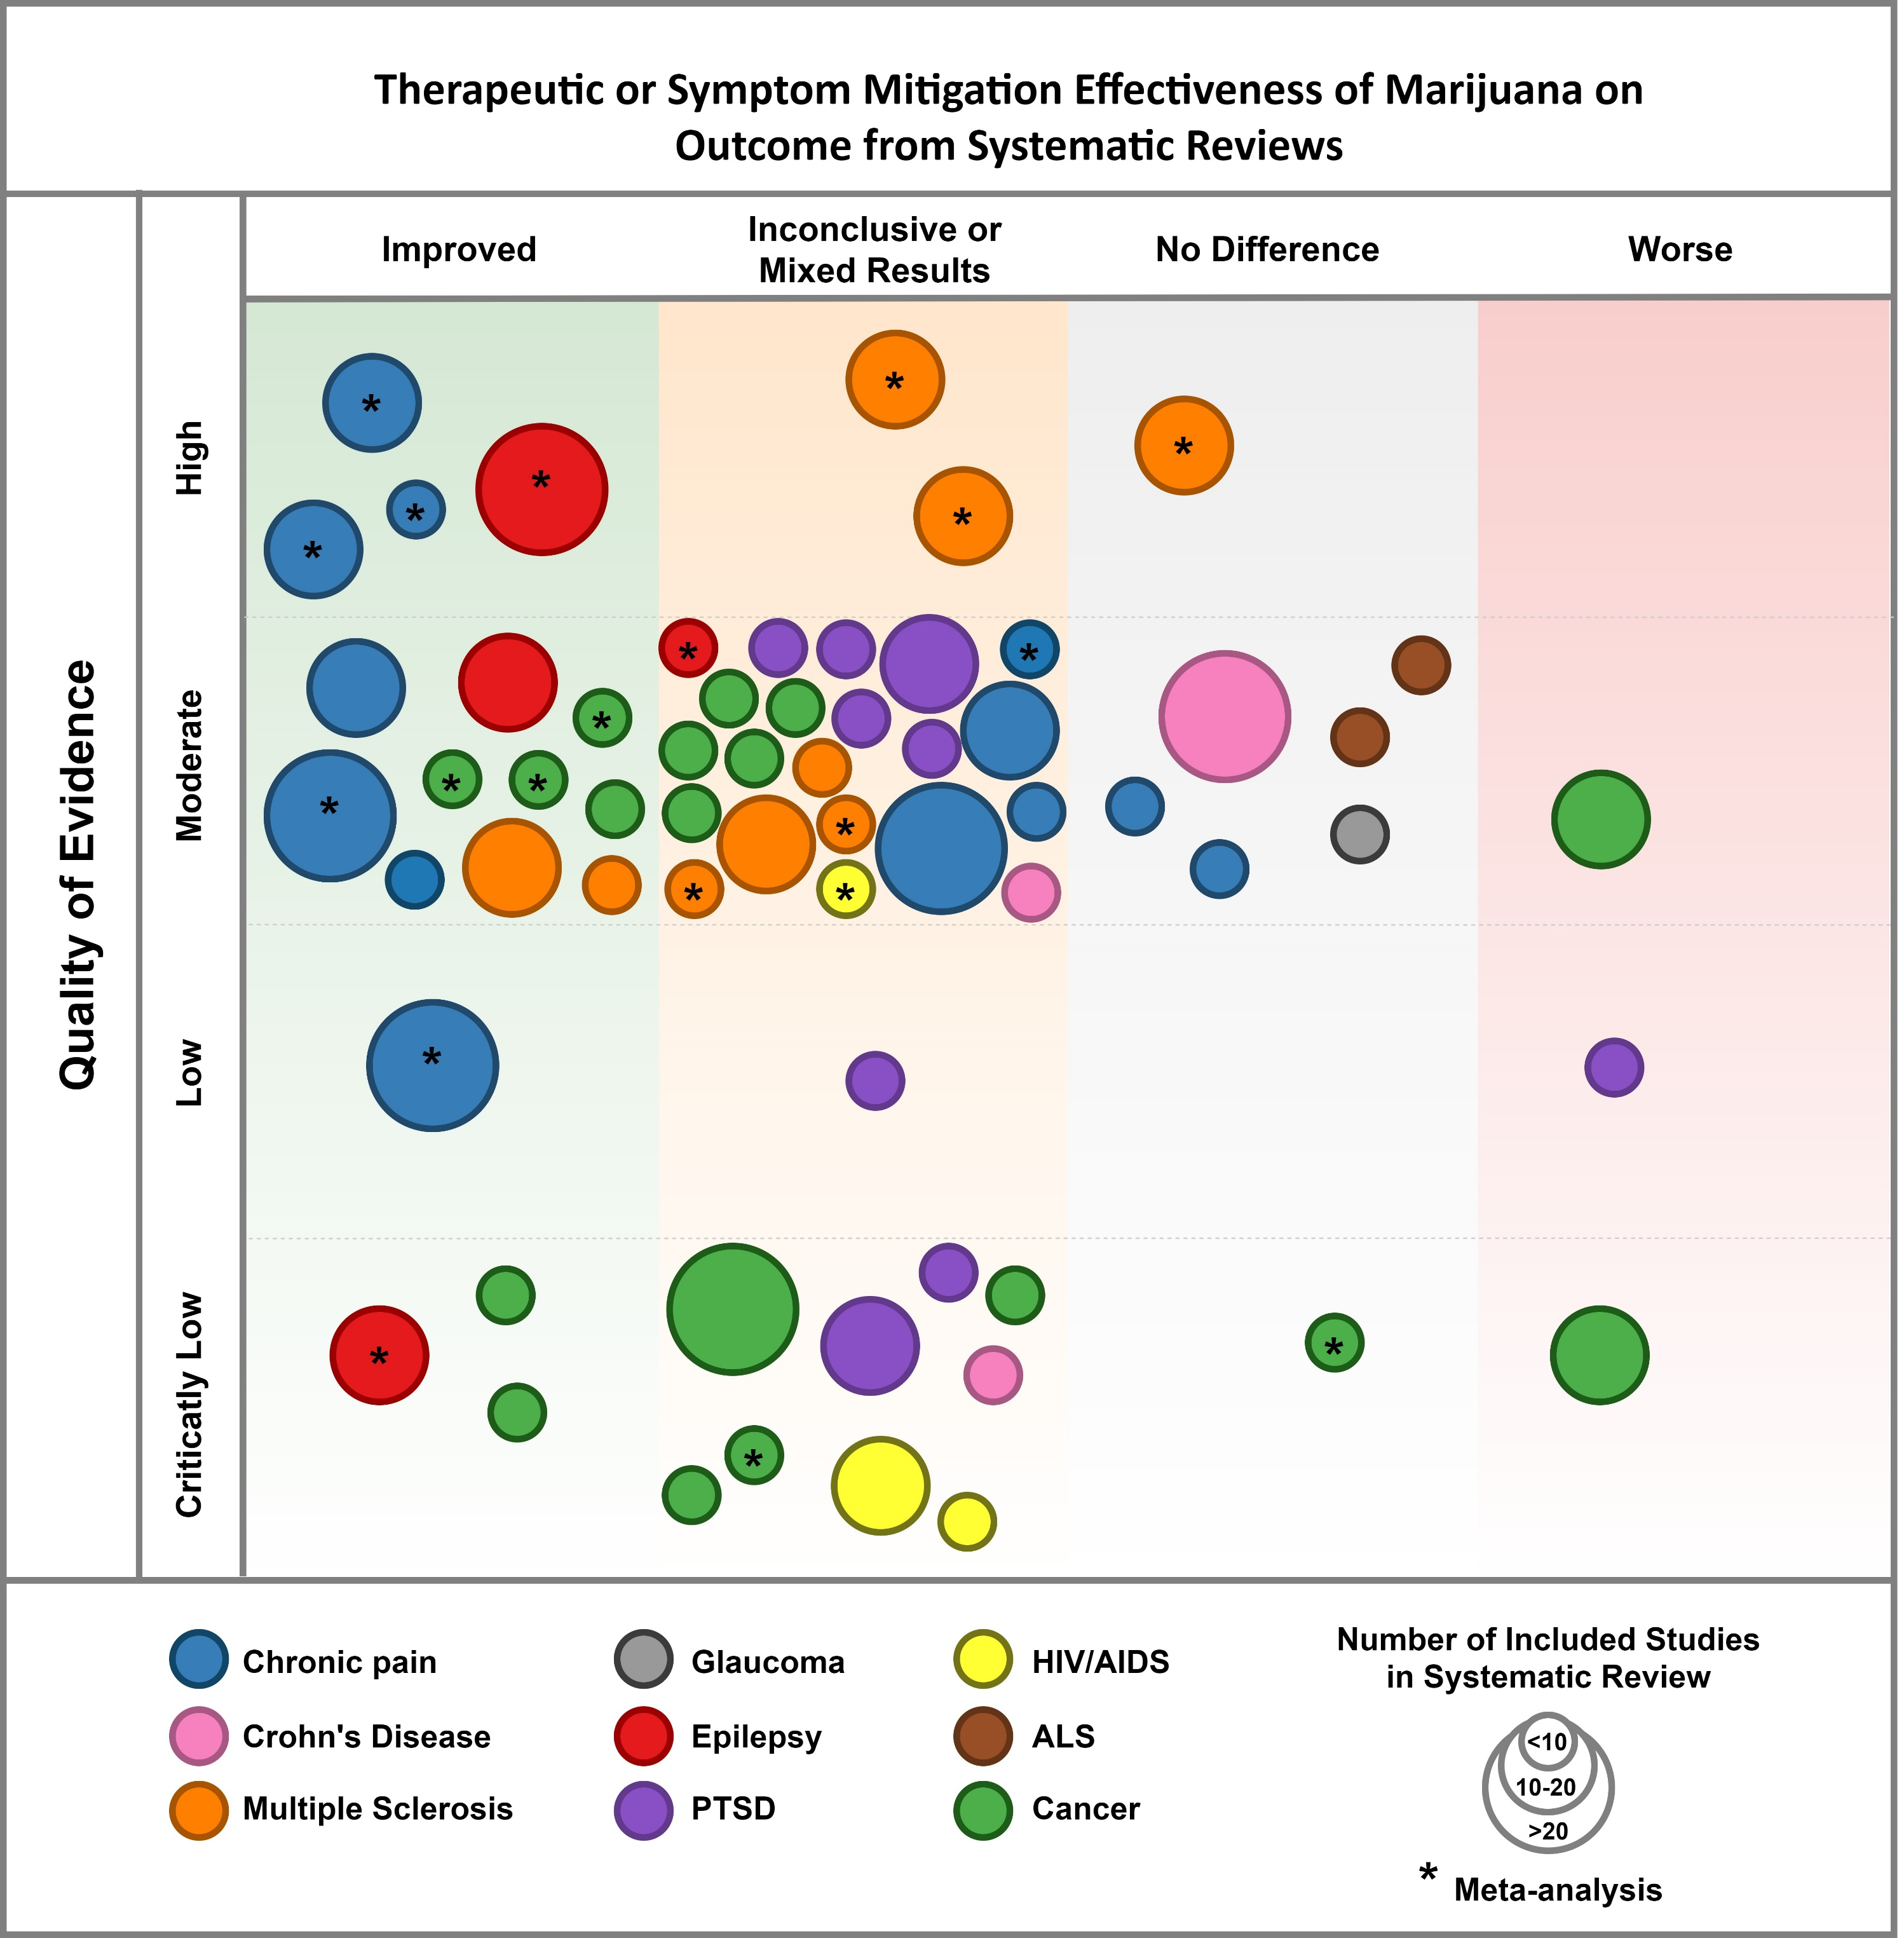 Therapeutic or Symptom Mitigation Effectiveness of Marijuana on
Outcome from Systematic Reviews
Improved
Inconclusive or
Mixed Results
No Difference
Worse
Quality of Evidence
High
*
*
*
*
*
*
*
Moderate
*
*
*
*
*
*
*
*
*
Low
*
Criticatly Low
*
*
*
Chronic pain
Crohn's Disease
Multiple Sclerosis
Glaucoma
Epilepsy
PTSD
HIV/AIDS
ALS
Cancer
Number of Included Studies
in Systematic Review
<10
10-20
>20
* Meta-analysis